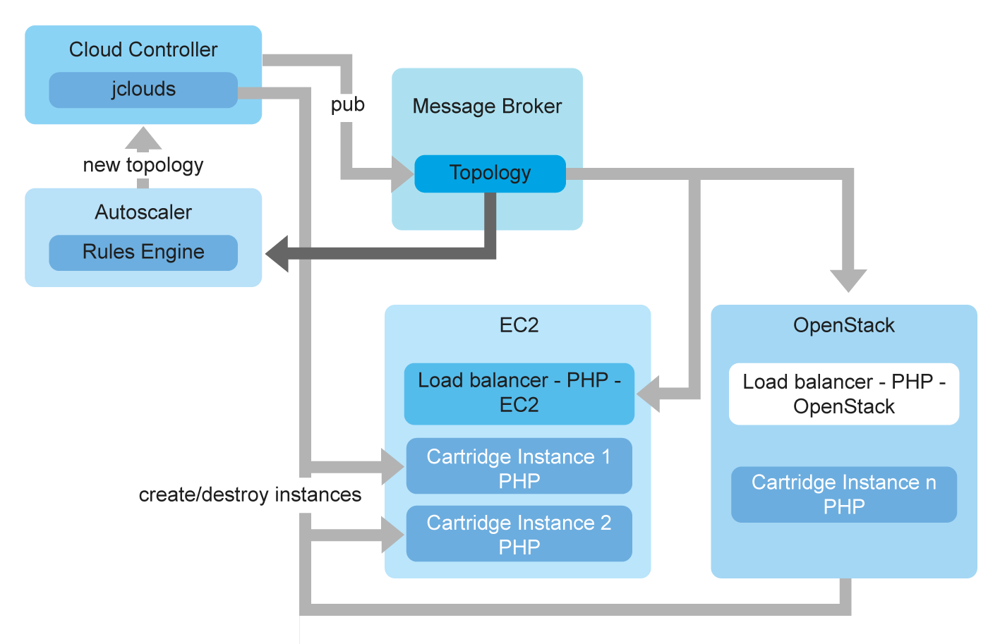 Cloud Controller
jclouds
pub
Message Broker
new topology
Topology
Autoscaler
Rules Engine
EC2
Load balancer - PHP -
EC2
Cartridge Instance 1
PHP
create/destroy instances
Cartridge Instance 2
PHP
OpenStack
Load balancer - PHP -
OpenStack
Cartridge Instance n
PHP